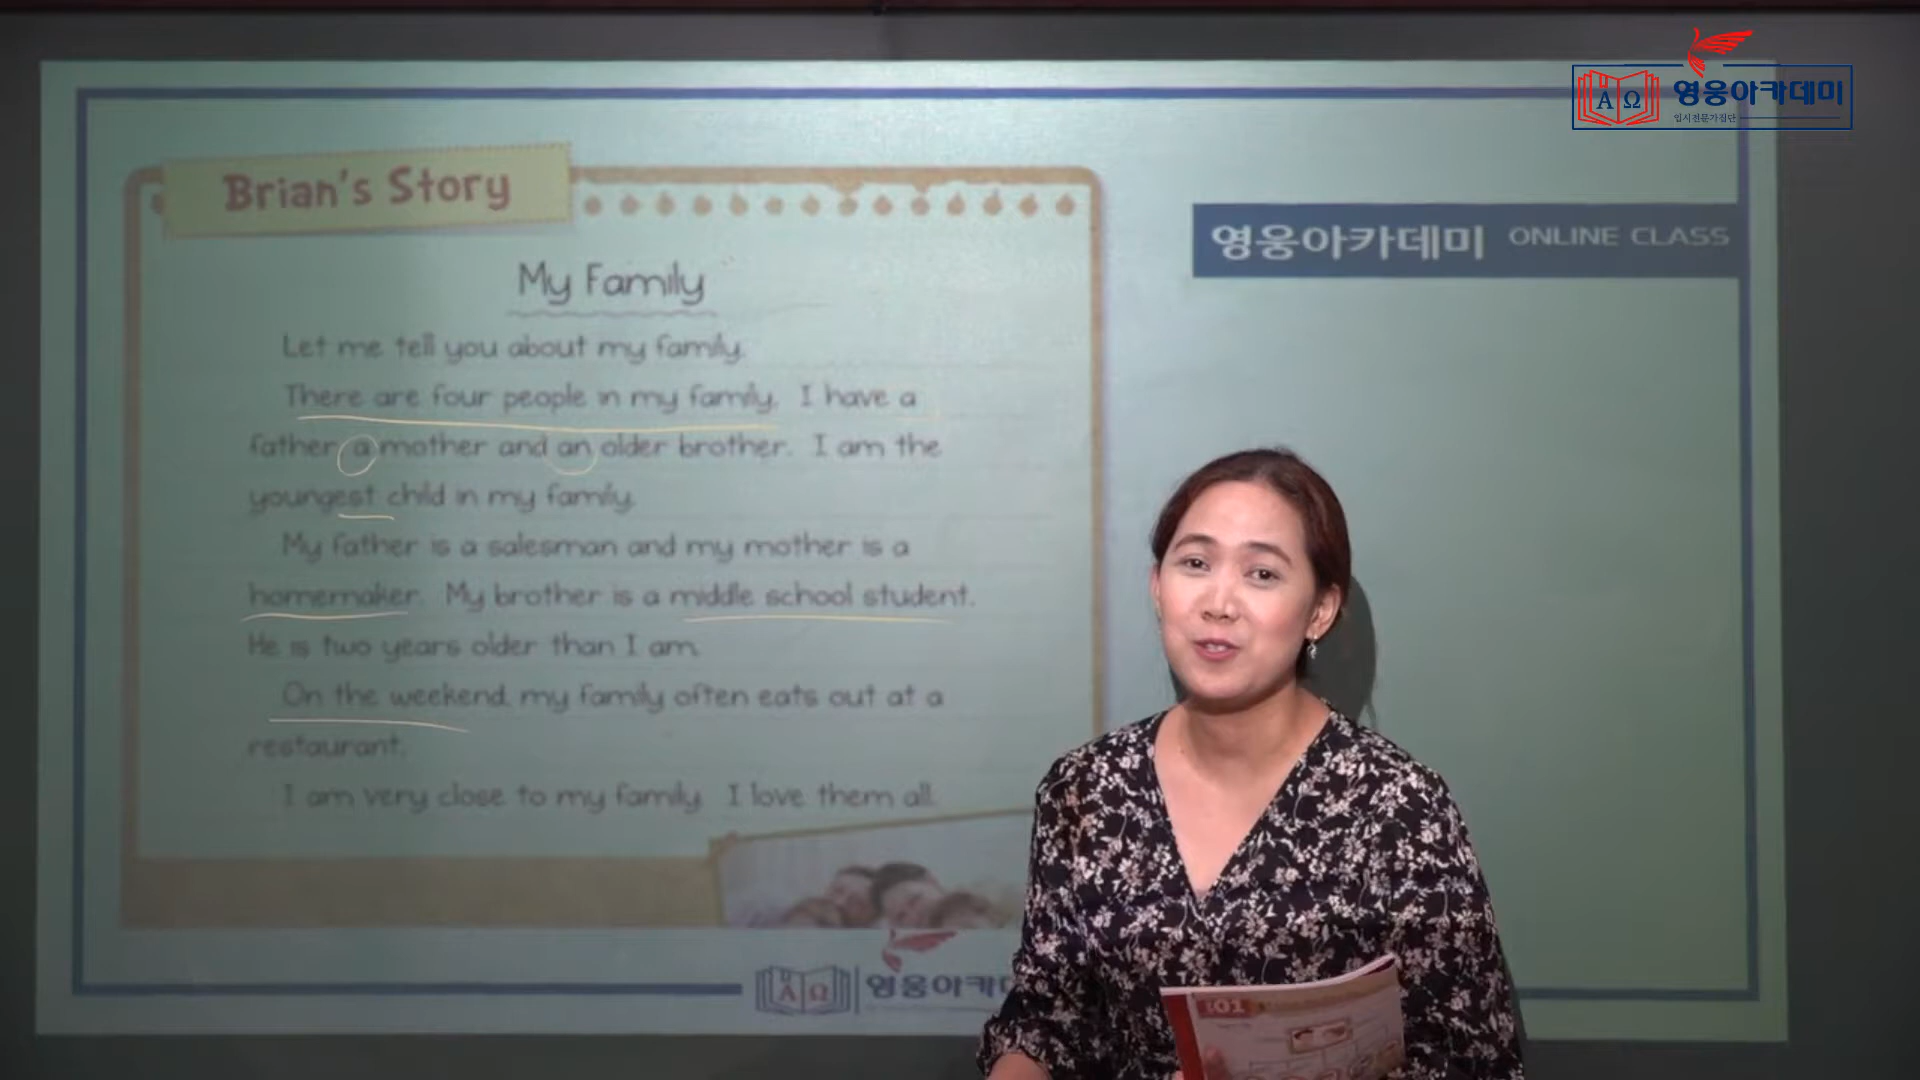 영웅아카데미
입시전문가집단
Brian's Story
영웅아카데미 ONLINE CLASS
My Family
Let me tell you about my family.
There are four people in my family. I have a
father a mother and an older brother. I am the
youngest child in my family.
My father is a salesman and my mother is a
homemaker. My brother is a middle school student.
He is two years older than I am.
On the weekend, my family often eats out at a
restaurant.
I am very close to my family. I love them all.
A Ω
영웅아카